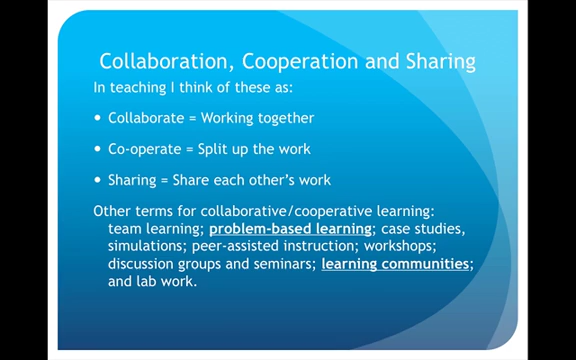 Collaboration, Cooperation and Sharing
In teaching I think of these as:
• Collaborate = Working together
• Co-operate = Split up the work
• Sharing = Share each other's work
Other terms for collaborative/cooperative learning:
team learning; problem-based learning; case studies,
simulations; peer-assisted instruction; workshops;
discussion groups and seminars; learning communities;
and lab work.